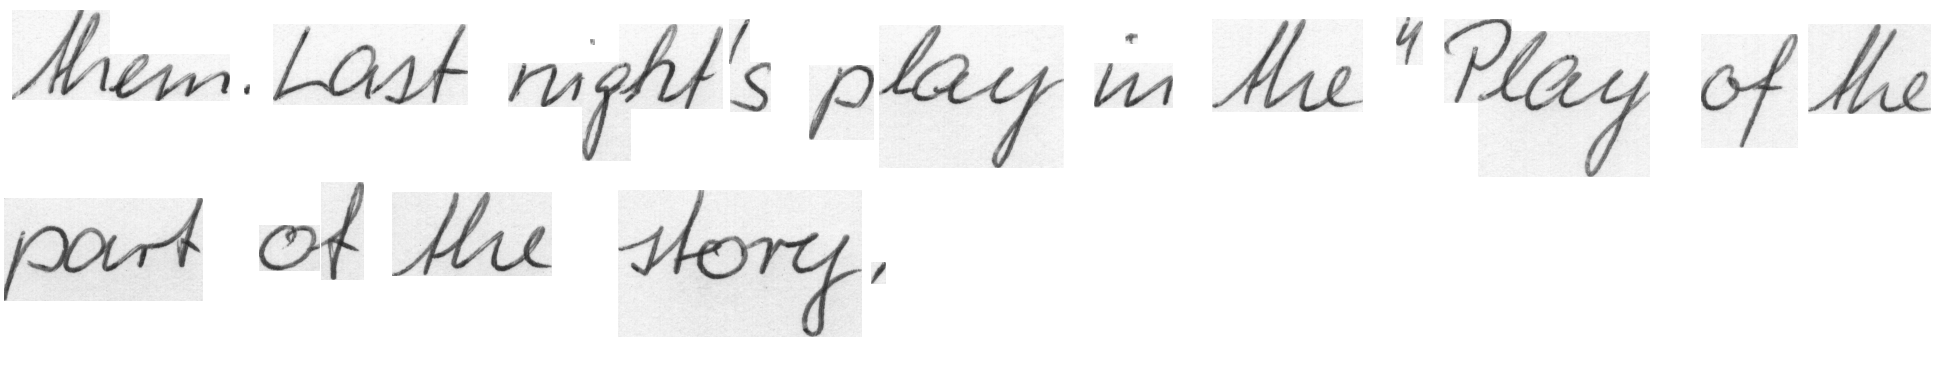 them. Last night's play in the "Play of the
part of the story.